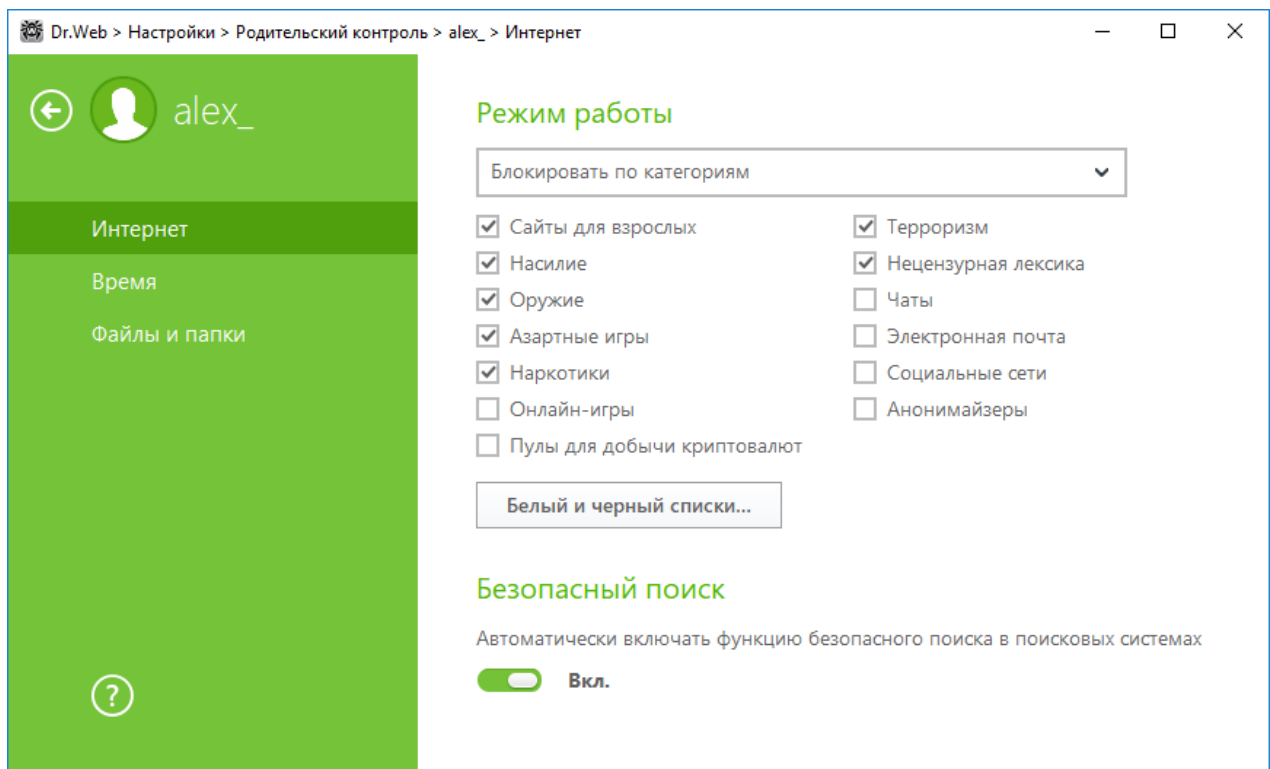 Dr.Web > Настройки > Родительский контроль > alex_ > Интернет
alex_
Интернет
Время
Файлы и папки
?
Режим работы
Блокировать по категориям
Сайты для взрослых
Насилие
Оружие
Азартные игры
Наркотики
Онлайн-игры
Пулы для добычи криптовалют
Терроризм
Нецензурная лексика
Чаты
Электронная почта
Социальные сети
Анонимайзеры
Белый и черный списки...
Безопасный поиск
Автоматически включать функцию безопасного поиска в поисковых системах
Вкл.